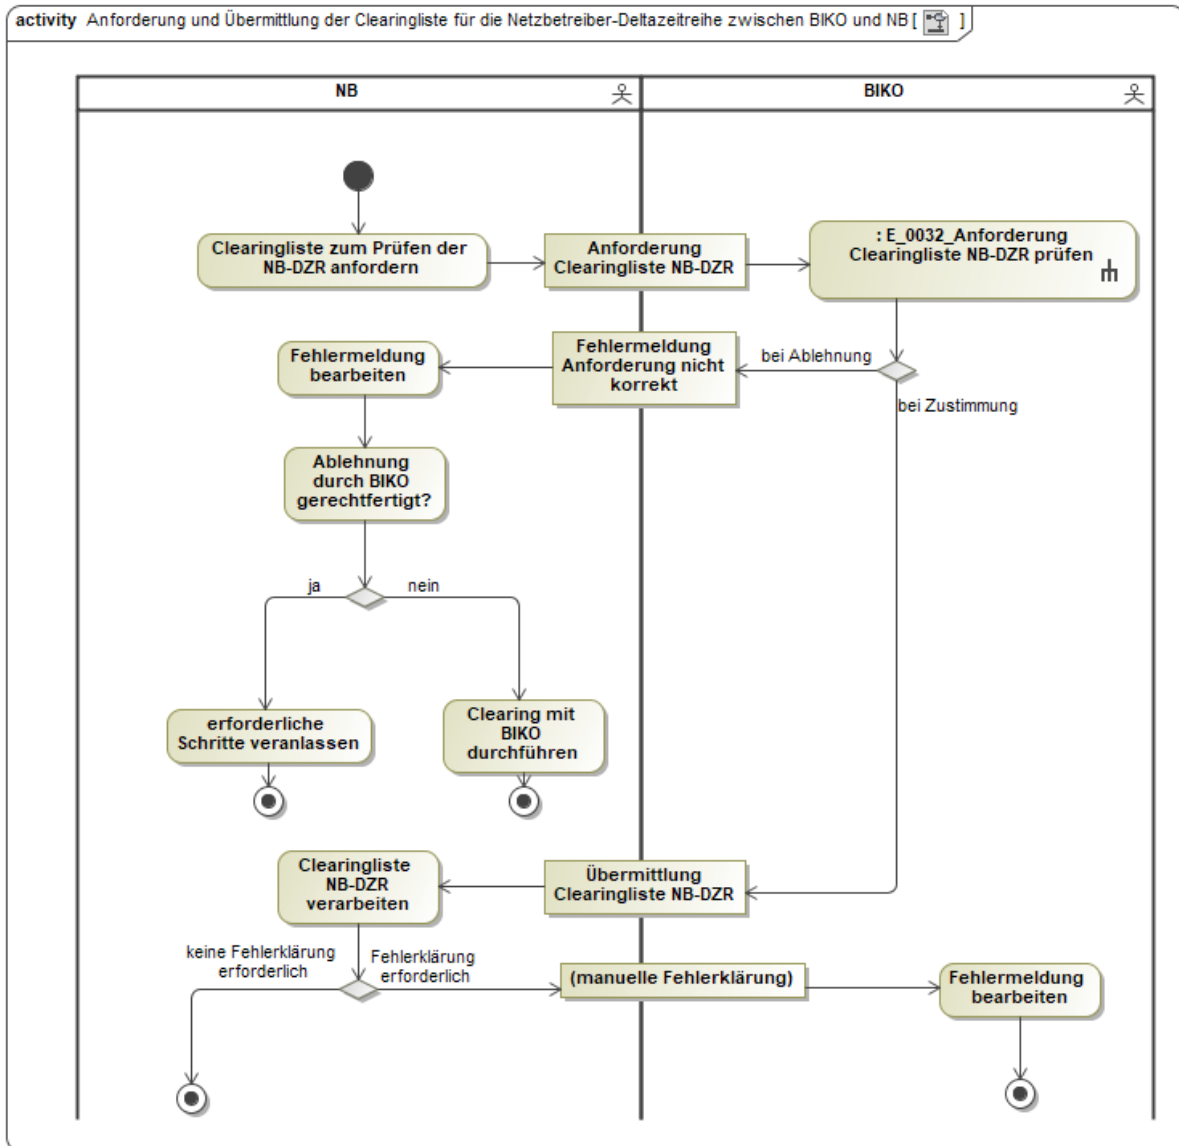 activity Anforderung und Übermittlung der Clearingliste für die Netzbetreiber-Deltazeitreihe zwischen BIKO und NB [ ]
NB
BIKO
Clearingliste zum Prüfen der
NB-DZR anfordern
Anforderung
Clearingliste NB-DZR
: E_0032_Anforderung
Clearingliste NB-DZR prüfen
Fehlermeldung
bearbeiten
Fehlermeldung
Anforderung nicht
korrekt
bei Ablehnung
bei Zustimmung
Ablehnung
durch BIKO
gerechtfertigt?
ja
nein
erforderliche
Schritte veranlassen
Clearing mit
BIKO
durchführen
Clearingliste
NB-DZR
verarbeiten
Übermittlung
Clearingliste NB-DZR
keine Fehlerklärung
erforderlich
Fehlerklärung
erforderlich
(manuelle Fehlerklärung)
Fehlermeldung
bearbeiten